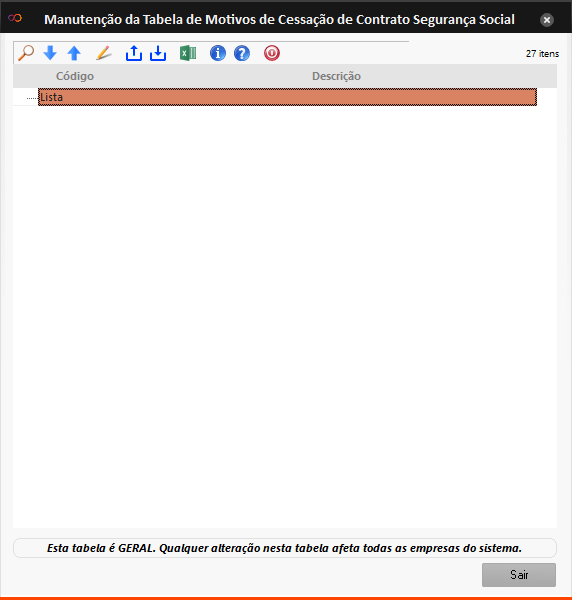 Manutenção da Tabela de Motivos de Cessação de Contrato Segurança Social
27 itens
Código Descrição
Lista
Esta tabela é GERAL. Qualquer alteração nesta tabela afeta todas as empresas do sistema.
Sair